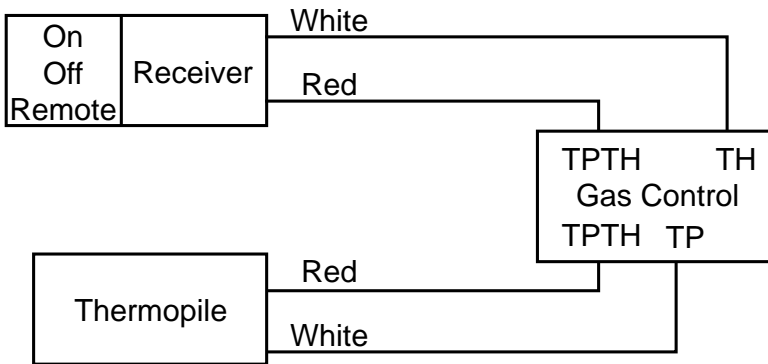 White
On
Off
Remote
Receiver
Red
TPTH TH
Gas Control
TPTH TP
Red
Thermopile
White